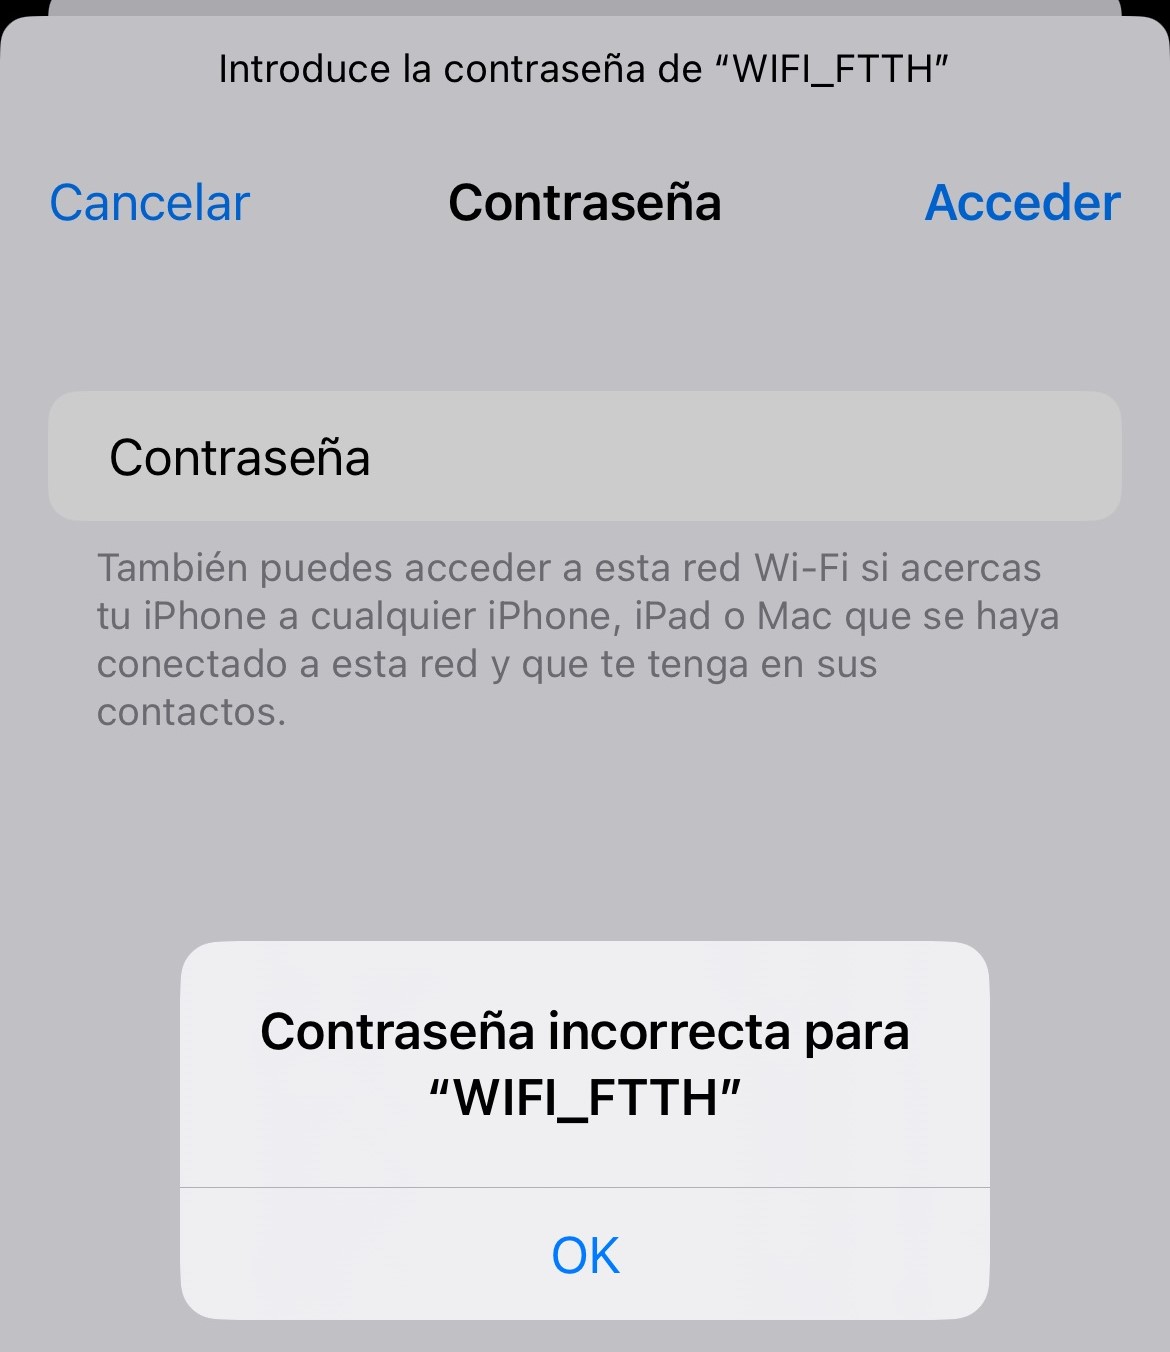 Introduce la contraseña de “WIFI_FTTH”
Cancelar
Contraseña
Acceder
Contraseña
También puedes acceder a esta red Wi-Fi si acercas
tu iPhone a cualquier iPhone, iPad o Mac que se haya
conectado a esta red y que te tenga en sus
contactos.
Contraseña incorrecta para
“WIFI_FTTH”
OK